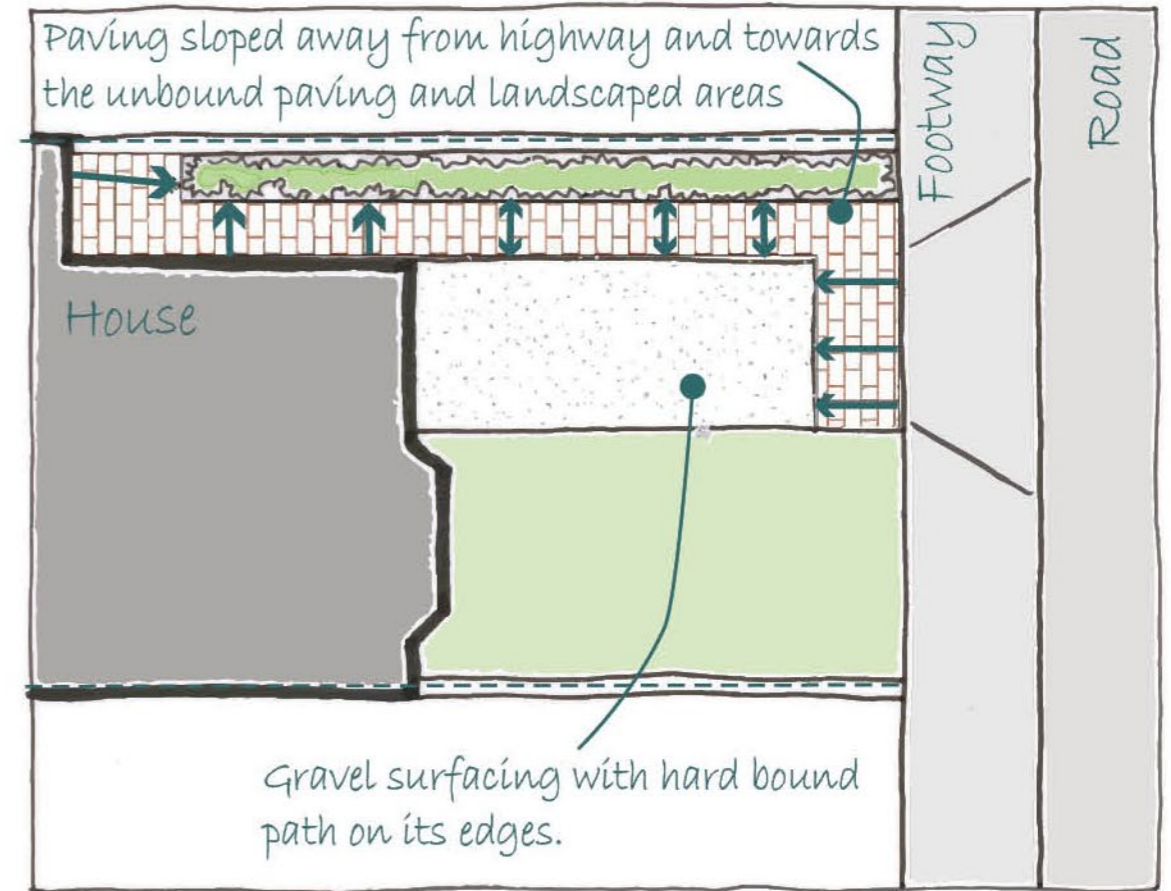 Paving sloped away from highway and towards
the unbound paving and landscaped areas
Footway
Road
House
Gravel surfacing with hard bound
path on its edges.